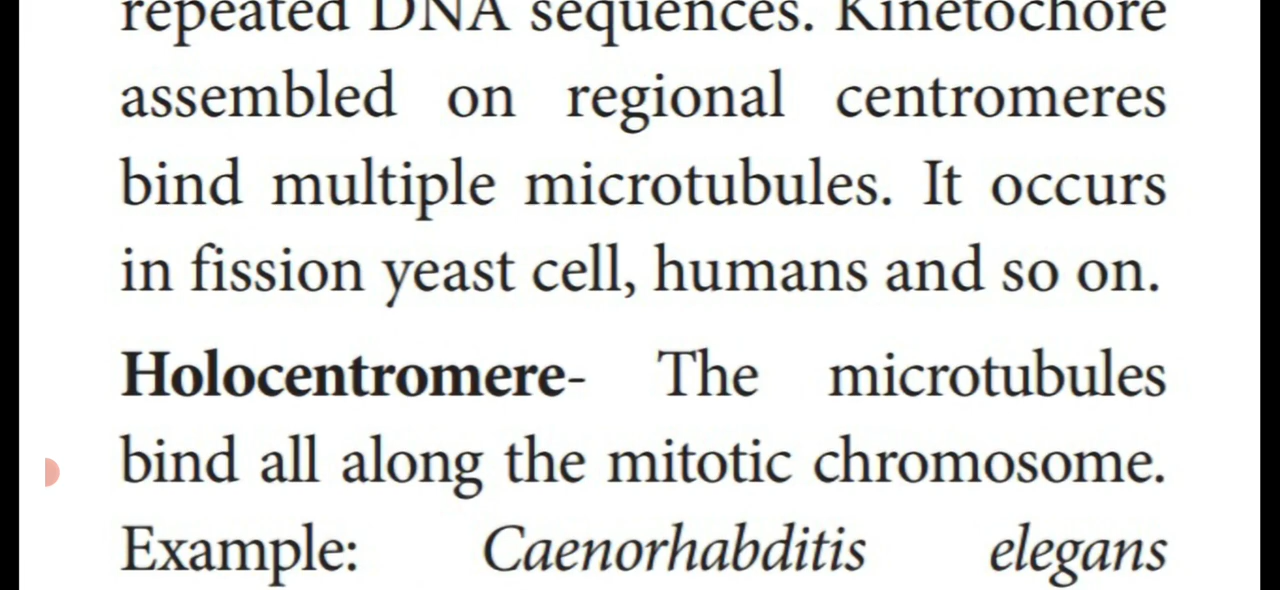 repeated DNA sequences. Kinetochore
assembled on regional centromeres
bind multiple microtubules. It occurs
in fission yeast cell, humans and so on.
Holocentromere- The microtubules
bind all along the mitotic chromosome.
Example: Caenorhabditis elegans